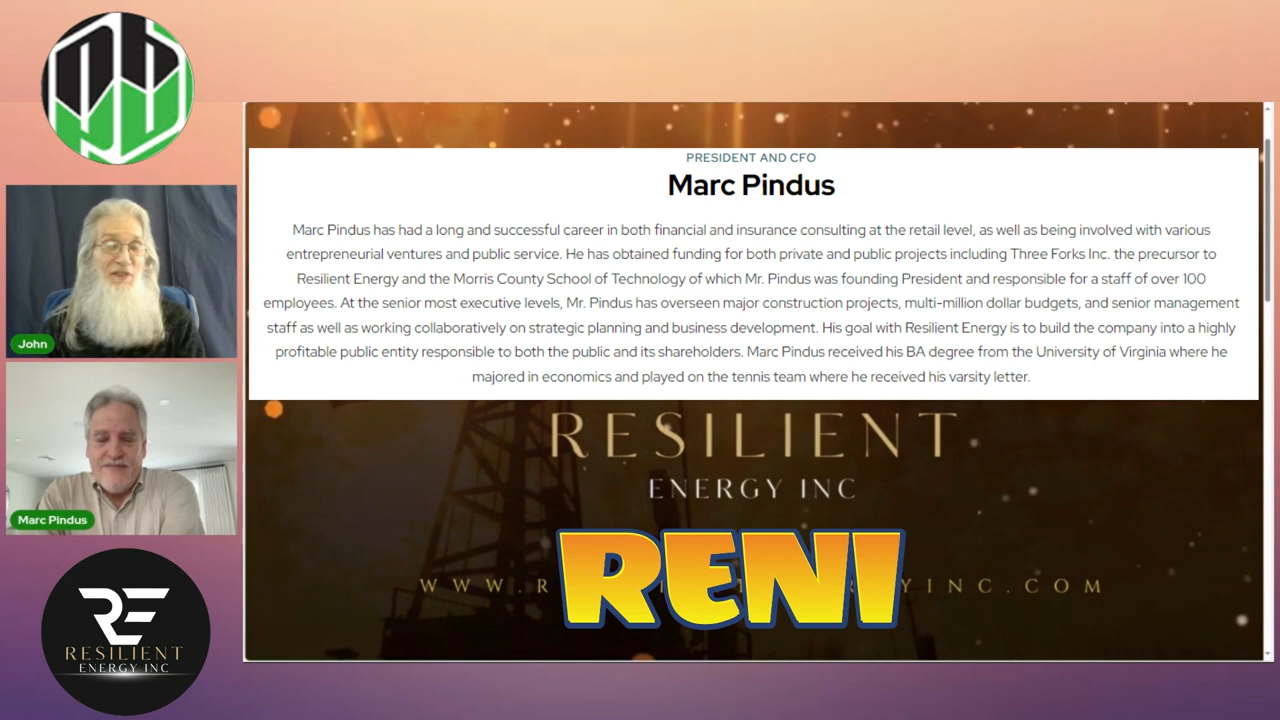 PRESIDENT AND CFO
Marc Pindus
Marc Pindus has had a long and successful career in both financial and insurance consulting at the retail level, as well as being involved with various
entrepreneurial ventures and public service. He has obtained funding for both private and public projects including Three Forks Inc. the precursor to
Resilient Energy and the Morris County School of Technology of which Mr. Pindus was founding President and responsible for a staff of over 100
employees. At the senior most executive levels, Mr. Pindus has overseen major construction projects, multi-million dollar budgets, and senior management
staff as well as working collaboratively on strategic planning and business development. His goal with Resilient Energy is to build the company into a highly
profitable public entity responsible to both the public and its shareholders. Marc Pindus received his BA degree from the University of Virginia where he
majored in economics and played on the tennis team where he received his varsity letter.
John
Marc Pindus
RESILIENT
ENERGY INC
RENI
RE
RESILIENT
ENERGY INC